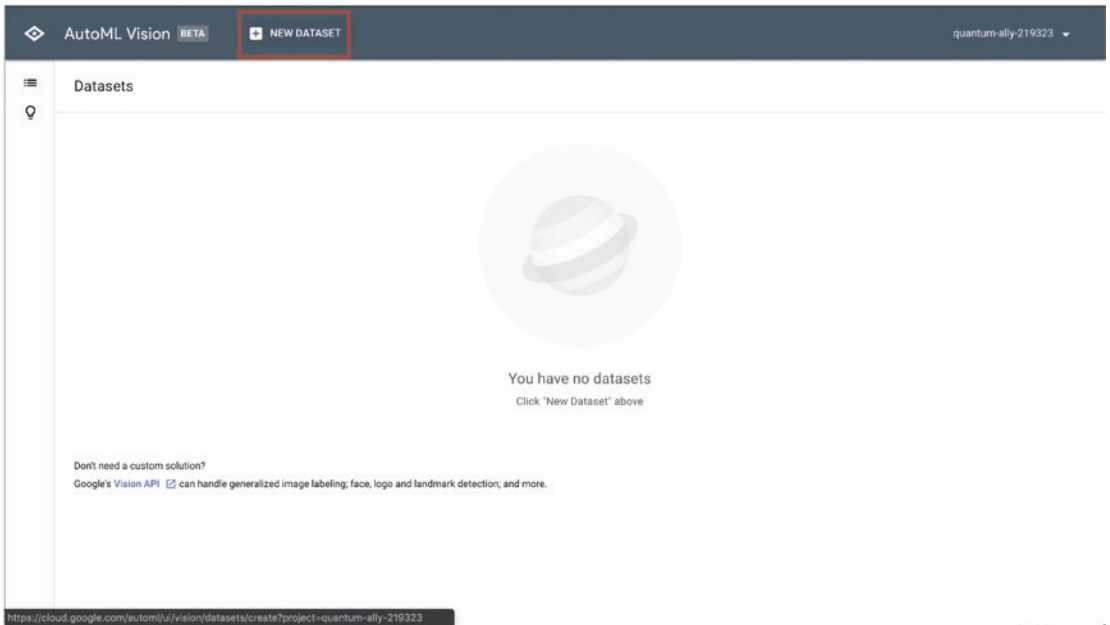 AutoML Vision BETA NEW DATASET quantum-ally-219323
Datasets
You have no datasets
Click "New Dataset" above
Don't need a custom solution?
Google's Vision API can handle generalized image labeling; face, logo and landmark detection; and more.
https://cloud.google.com/automl/ui/vision/datasets/create?project=quantum-ally-219323